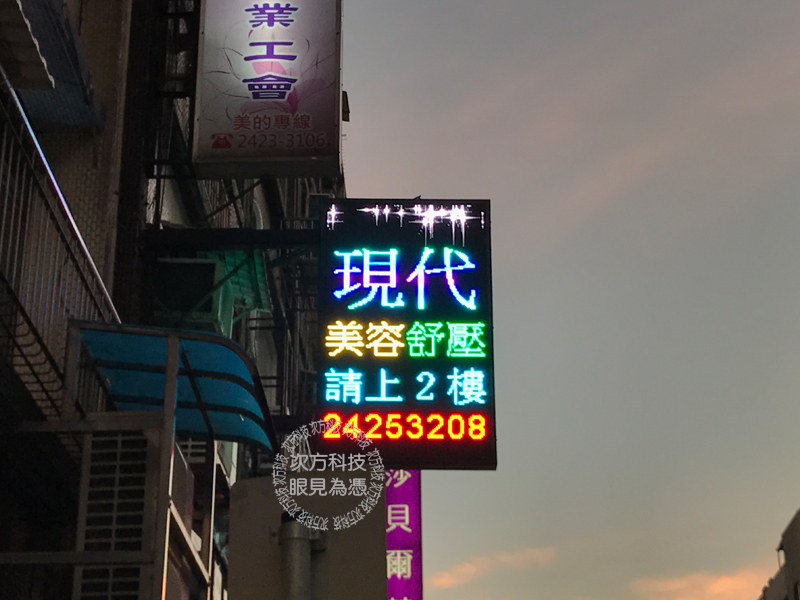 業工會
美的專線
☎2423-3106
現代
美容舒壓
請上2樓
24253208
次方科技
眼見為憑
沙貝爾